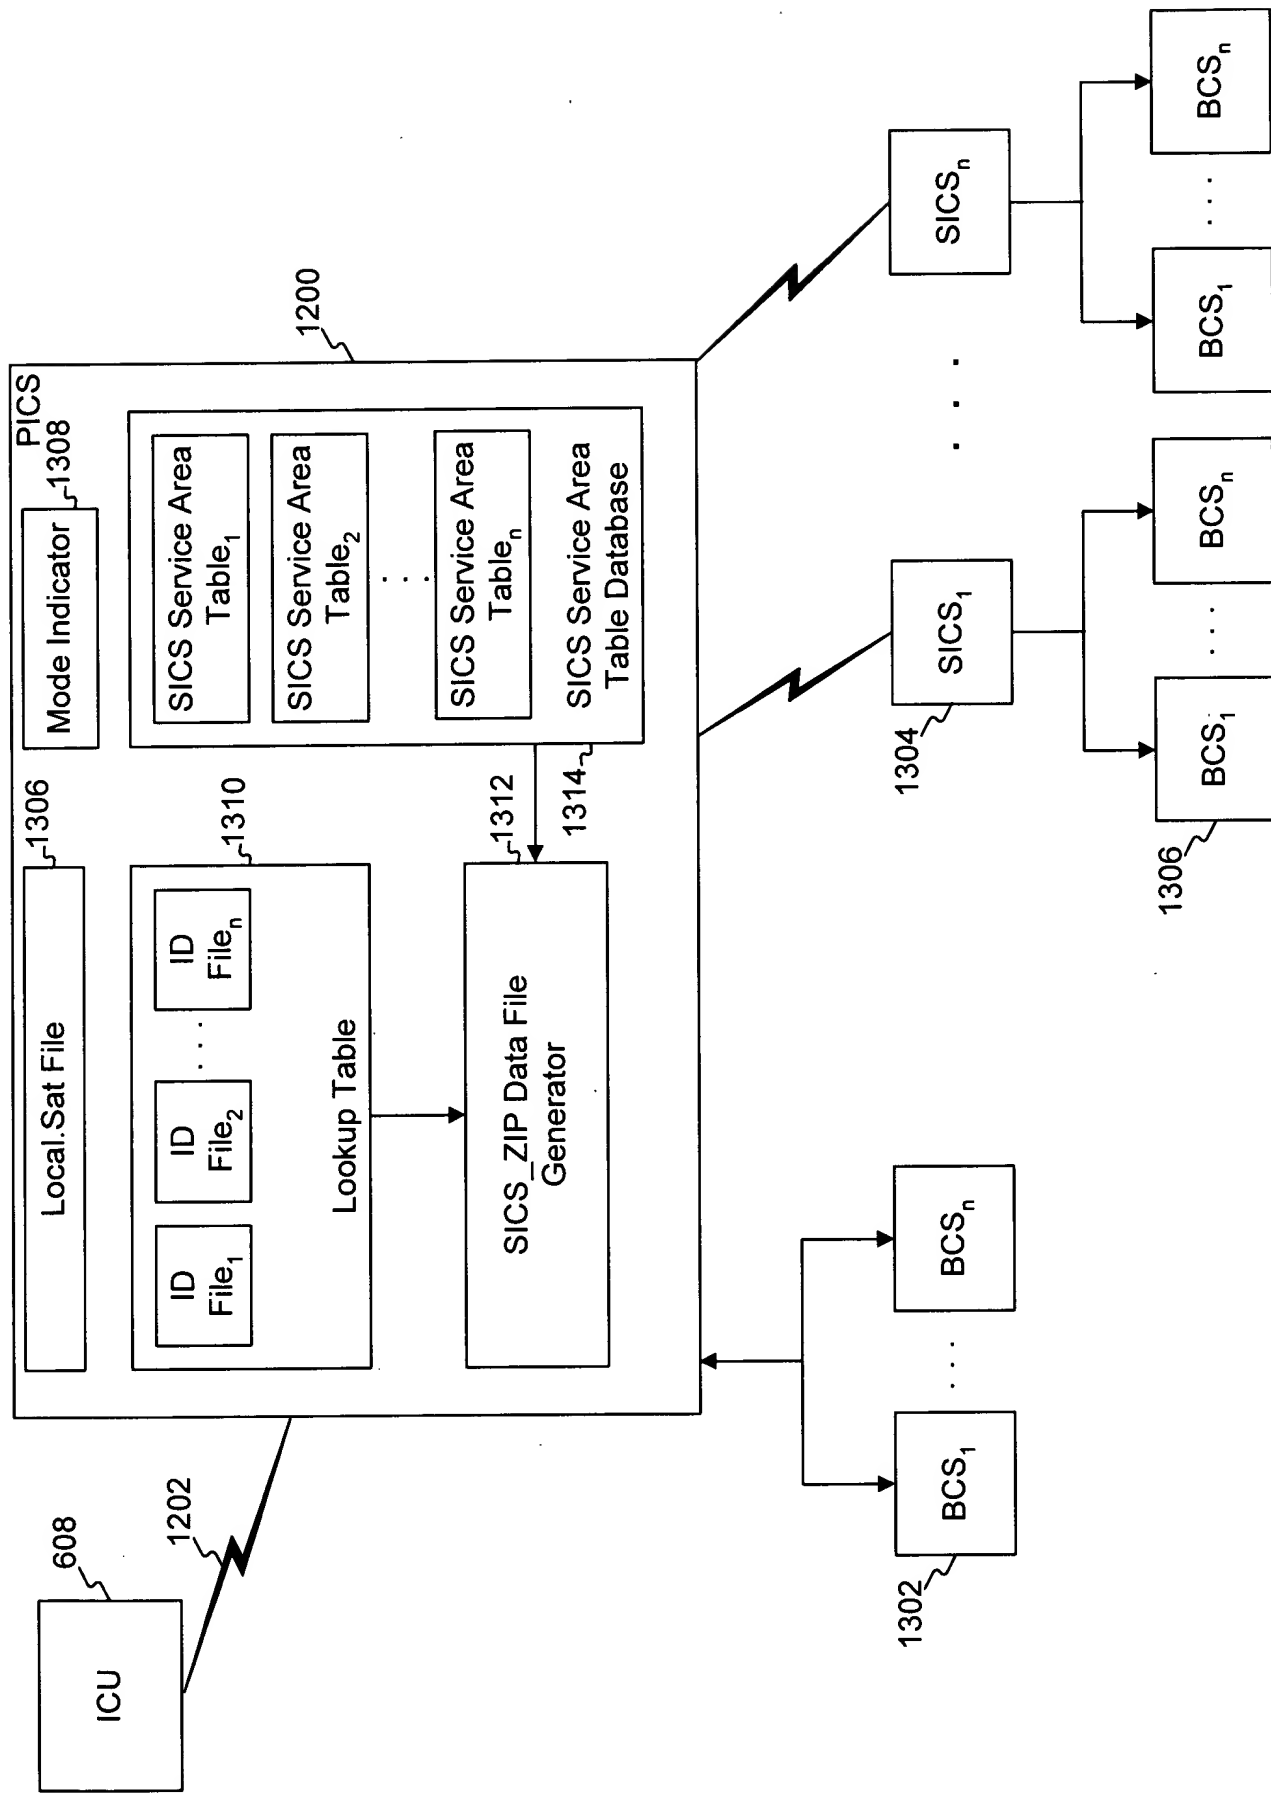 ICU
608
1202
PICS
1200
Local.Sat File
1306
Mode Indicator
1308
ID
File₁
ID
File₂
. . . .
ID
Fileₙ
Lookup Table
1310
SICS Service Area
Table₁
SICS Service Area
Table₂
. . .
SICS Service Area
Tableₙ
SICS Service Area
Table Database
1314
SICS_ZIP Data File
Generator
1312
BCS₁
. . .
BCSₙ
1302
SICS₁
1304
. . .
SICSₙ
BCS₁
. . .
BCSₙ
1306
BCS₁
. . .
BCSₙ